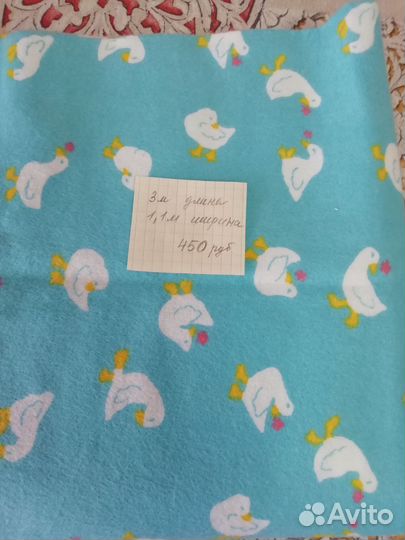 3м длина
1,1м ширина
450 руб
Avito